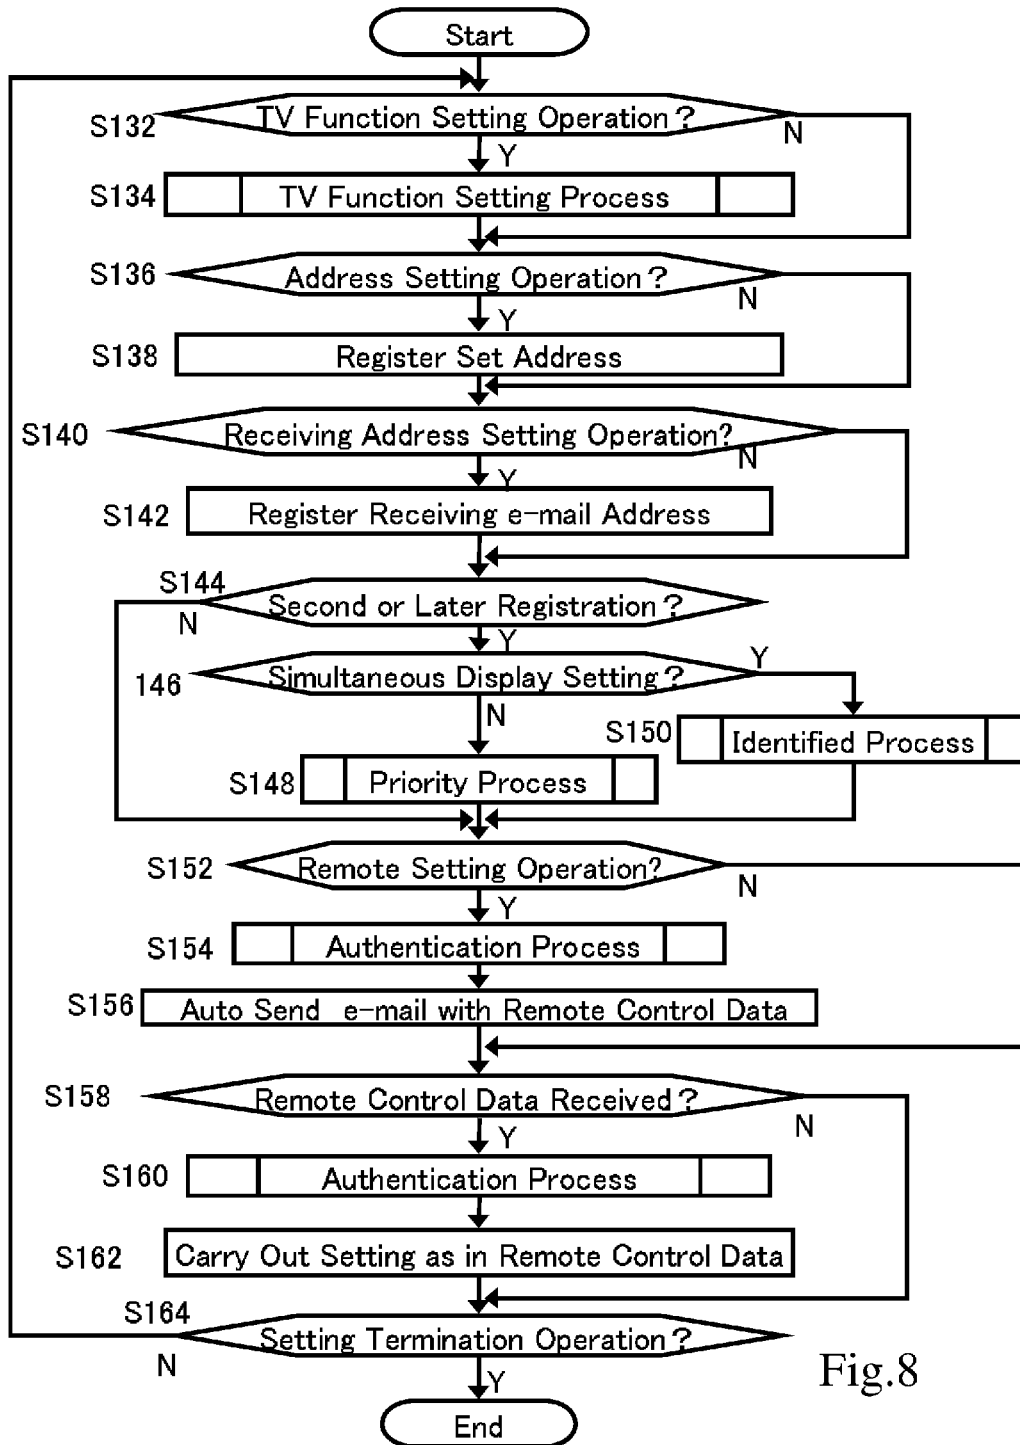 Start
S132 TV Function Setting Operation?
N
Y
S134 TV Function Setting Process
S136 Address Setting Operation?
N
Y
S138 Register Set Address
S140 Receiving Address Setting Operation?
N
Y
S142 Register Receiving e-mail Address
S144 Second or Later Registration?
N
Y
146 Simultaneous Display Setting?
Y
N
S150 Identified Process
S148 Priority Process
S152 Remote Setting Operation?
N
Y
S154 Authentication Process
S156 Auto Send e-mail with Remote Control Data
S158 Remote Control Data Received?
N
Y
S160 Authentication Process
S162 Carry Out Setting as in Remote Control Data
S164 Setting Termination Operation?
N
Y
End
Fig.8